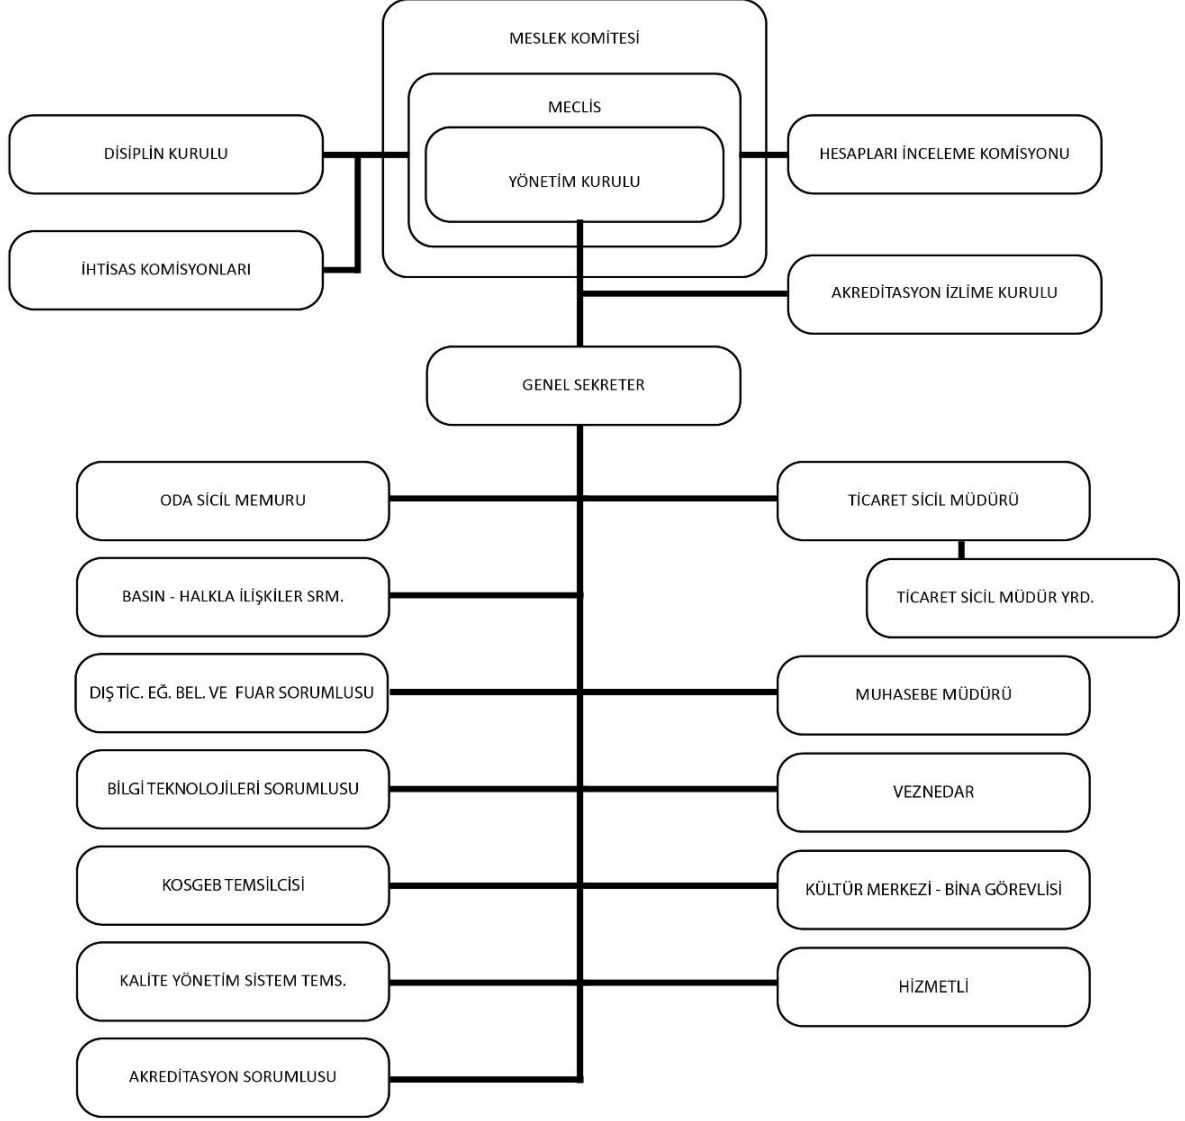 MESLEK KOMİTESİ
MECLİS
DİSİPLİN KURULU
YÖNETİM KURULU
HESAPLARI İNCELEME KOMİSYONU
İHTİSAS KOMİSYONLARI
AKREDİTASYON İZLİME KURULU
GENEL SEKRETER
ODA SİCİL MEMURU
TİCARET SİCİL MÜDÜRÜ
BASIN - HALKLA İLİŞKİLER SRM.
TİCARET SİCİL MÜDÜR YRD.
DIŞ TİC. EĞ. BEL. VE FUAR SORUMLUSU
MUHASEBE MÜDÜRÜ
BİLGİ TEKNOLOJİLERİ SORUMLUSU
VEZNEDAR
KOSGEB TEMSİLCİSİ
KÜLTÜR MERKEZİ - BİNA GÖREVLİSİ
KALİTE YÖNETİM SİSTEM TEMS.
HİZMETLİ
AKREDİTASYON SORUMLUSU